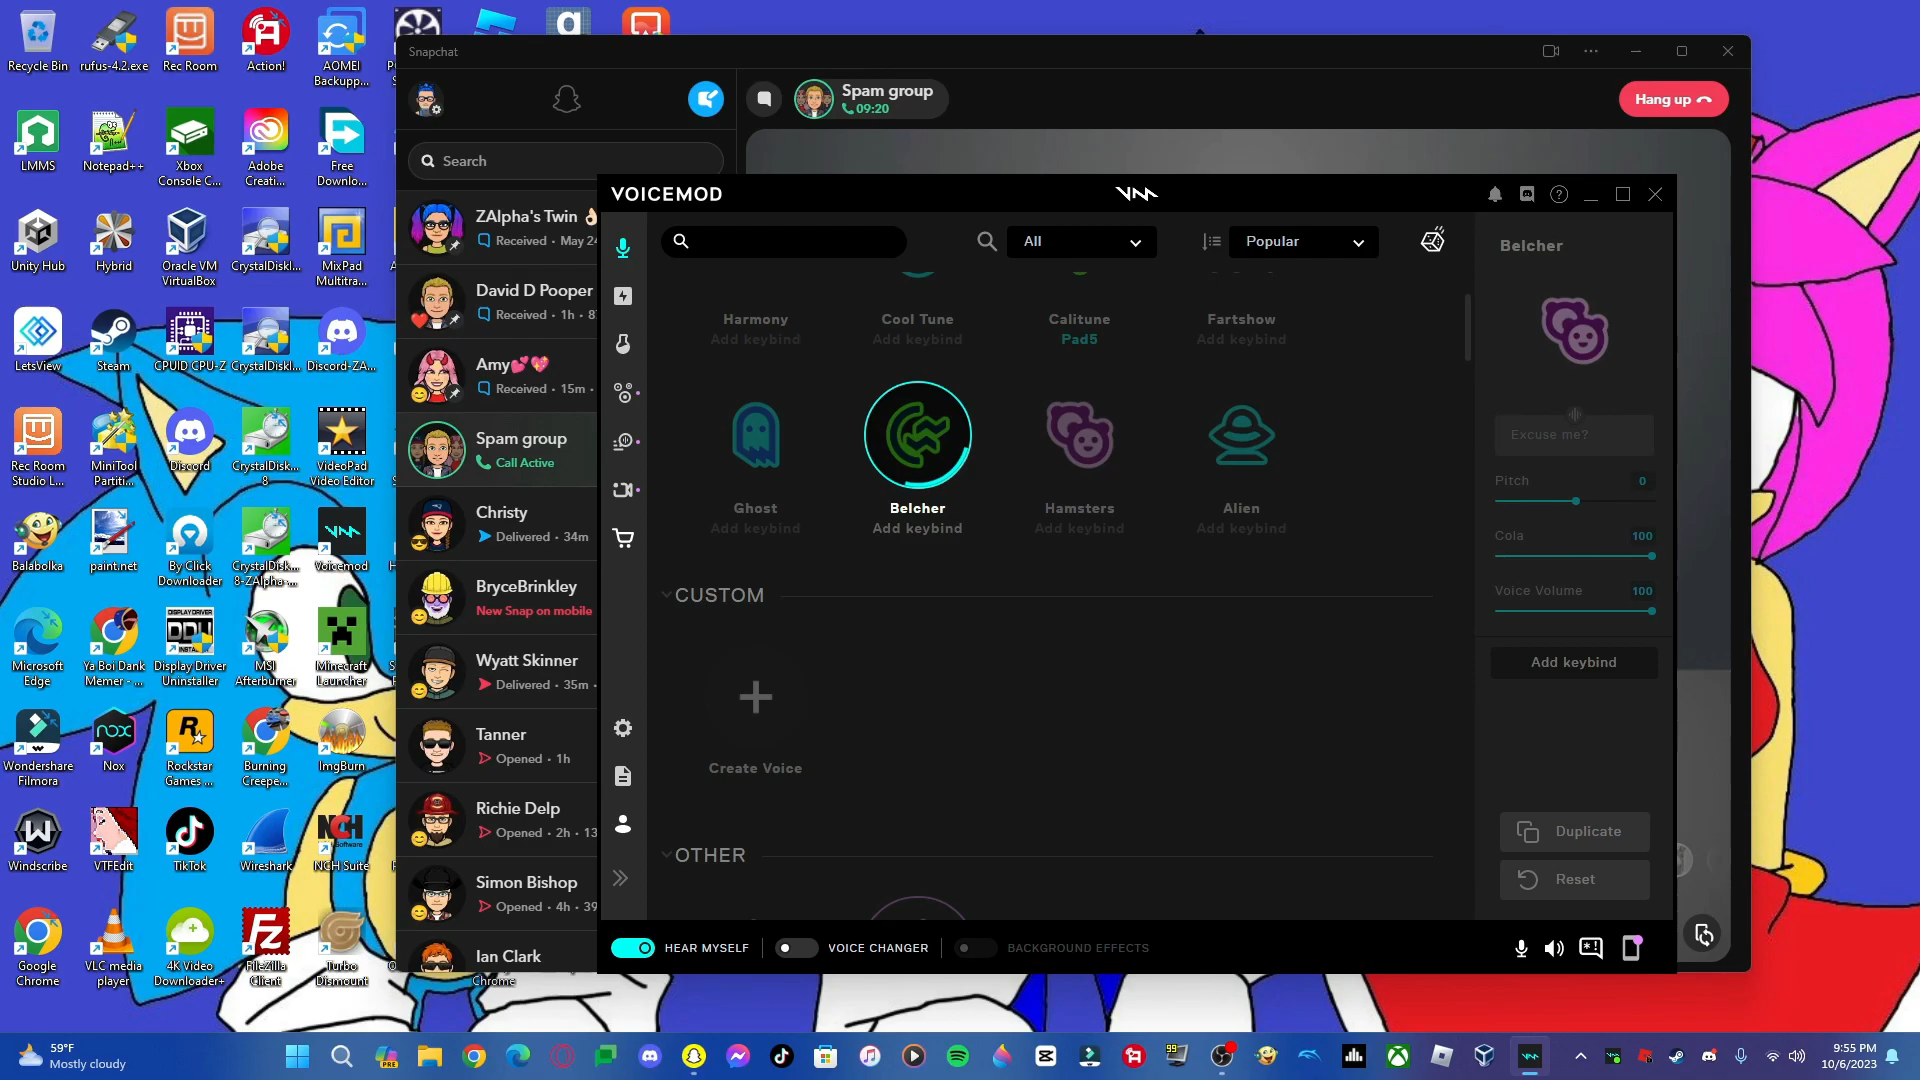 Recycle Bin
rufus-4.2.exe
Rec Room
Action!
AOMEI
Backupp...
LMMS
Notepad++
Xbox
Console C...
Adobe
Creati...
Free
Downlo...
Unity Hub
Hybrid
Oracle VM
VirtualBox
CrystalDiskI...
MixPad
Multitra...
LetsView
Steam
CPUID CPU-Z
CrystalDiskI...
Discord-ZA...
Rec Room
Studio L...
MiniTool
Partiti...
Discord
CrystalDisk...
8
VideoPad
Video Editor
Balabolka
paint.net
By Click
Downloader
CrystalDisk...
8-ZAlpha-...
Voicemod
Microsoft
Edge
Ya Boi Dank
Memer - ...
DISPLAY DRIVER
DDU
Display Driver
Uninstaller
MSI
Afterburner
Minecraft
Launcher
Wondershare
Filmora
nox
Nox
Rockstar
Games ...
Burning
Creepe...
ImgBurn
Windscribe
VTFEdit
TikTok
Wireshark
NCH
Software
NCH Suite
Google
Chrome
VLC media
player
4K Video
Downloader+
FileZilla
Client
Turbo
Dismount
Chrome
Snapchat
Search
ZAlpha's Twin 👌🏻
Received • May 24
David D Pooper
Received • 1h • 8
Amy💕💖
Received • 15m •
Spam group
Call Active
Christy
Delivered • 34m
BryceBrinkley
New Snap on mobile
Wyatt Skinner
Delivered • 35m •
Tanner
Opened • 1h
Richie Delp
Opened • 2h • 13
Simon Bishop
Opened • 4h • 39
Ian Clark
Spam group
09:20
Hang up
VOICEMOD
All
Popular
Harmony
Add keybind
Cool Tune
Add keybind
Calitune
Pad5
Fartshow
Add keybind
Ghost
Add keybind
Belcher
Add keybind
Hamsters
Add keybind
Alien
Add keybind
CUSTOM
Create Voice
OTHER
Belcher
Excuse me?
Pitch 0
Cola 100
Voice Volume 100
Add keybind
Duplicate
Reset
HEAR MYSELF
VOICE CHANGER
BACKGROUND EFFECTS
59°F
Mostly cloudy
PRE
99
9:55 PM
10/6/2023